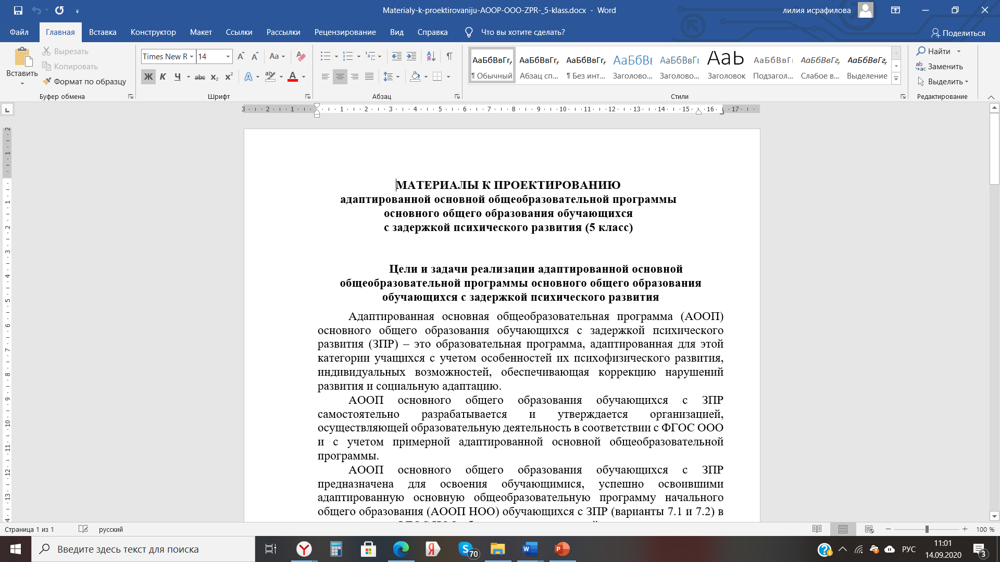 Materialy-k-proektirovaniju-AOOP-OOO-ZPR-_5-klass.docx - Word
лилия исрафилова
Файл Главная Вставка Конструктор Макет Ссылки Рассылки Рецензирование Вид Справка Что вы хотите сделать? Поделиться
Вставить
Вырезать
Копировать
Формат по образцу
Буфер обмена
Times New R 14
Ж К Ч abc x₂ x²
Шрифт
Абзац
АаБбВвГг, АаБбВвГг, АаБбВвГг, АаБбВı АаБбВвГг АаЬ АаБбВвГı АаБбВвГг, АаБбВвГг,
¶ Обычный Абзац сп... ¶ Без инт... Заголово... Заголово... Заголовок Подзагол... Слабое в... Выделение
Стили
Найти
Заменить
Выделить
Редактирование
3 2 1 1 2 3 4 5 6 7 8 9 10 11 12 13 14 15 16 17
МАТЕРИАЛЫ К ПРОЕКТИРОВАНИЮ
адаптированной основной общеобразовательной программы
основного общего образования обучающихся
с задержкой психического развития (5 класс)
Цели и задачи реализации адаптированной основной
общеобразовательной программы основного общего образования
обучающихся с задержкой психического развития
Адаптированная основная общеобразовательная программа (АООП)
основного общего образования обучающихся с задержкой психического
развития (ЗПР) – это образовательная программа, адаптированная для этой
категории учащихся с учетом особенностей их психофизического развития,
индивидуальных возможностей, обеспечивающая коррекцию нарушений
развития и социальную адаптацию.
АООП основного общего образования обучающихся с ЗПР
самостоятельно разрабатывается и утверждается организацией,
осуществляющей образовательную деятельность в соответствии с ФГОС ООО
и с учетом примерной адаптированной основной общеобразовательной
программы.
АООП основного общего образования обучающихся с ЗПР
предназначена для освоения обучающимися, успешно освоившими
адаптированную основную общеобразовательную программу начального
общего образования (АООП НОО) обучающихся с ЗПР (варианты 7.1 и 7.2) в
Страница 1 из 1 русский 100 %
Введите здесь текст для поиска
70
РУС
11:01
14.09.2020
3